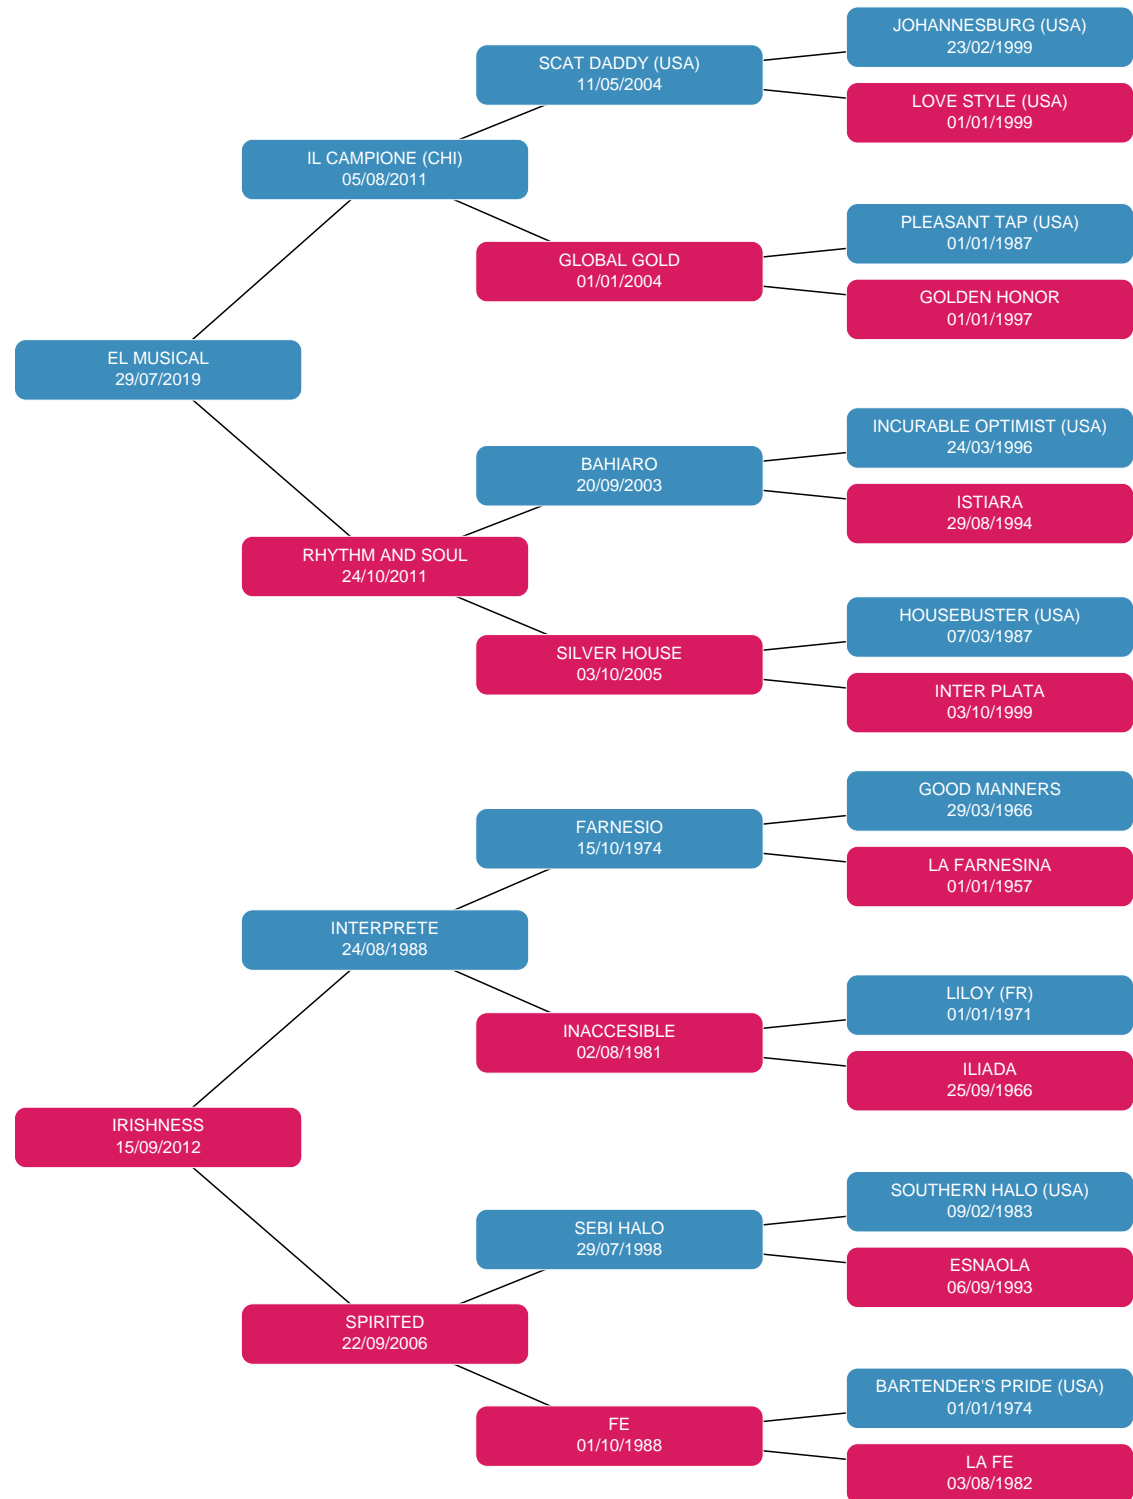 JOHANNESBURG (USA)
23/02/1999
SCAT DADDY (USA)
11/05/2004
LOVE STYLE (USA)
01/01/1999
IL CAMPIONE (CHI)
05/08/2011
PLEASANT TAP (USA)
01/01/1987
GLOBAL GOLD
01/01/2004
GOLDEN HONOR
01/01/1997
EL MUSICAL
29/07/2019
INCURABLE OPTIMIST (USA)
24/03/1996
BAHIARO
20/09/2003
ISTIARA
29/08/1994
RHYTHM AND SOUL
24/10/2011
HOUSEBUSTER (USA)
07/03/1987
SILVER HOUSE
03/10/2005
INTER PLATA
03/10/1999
GOOD MANNERS
29/03/1966
FARNESIO
15/10/1974
LA FARNESINA
01/01/1957
INTERPRETE
24/08/1988
LILOY (FR)
01/01/1971
INACCESIBLE
02/08/1981
ILIADA
25/09/1966
IRISHNESS
15/09/2012
SOUTHERN HALO (USA)
09/02/1983
SEBI HALO
29/07/1998
ESNAOLA
06/09/1993
SPIRITED
22/09/2006
BARTENDER'S PRIDE (USA)
01/01/1974
FE
01/10/1988
LA FE
03/08/1982